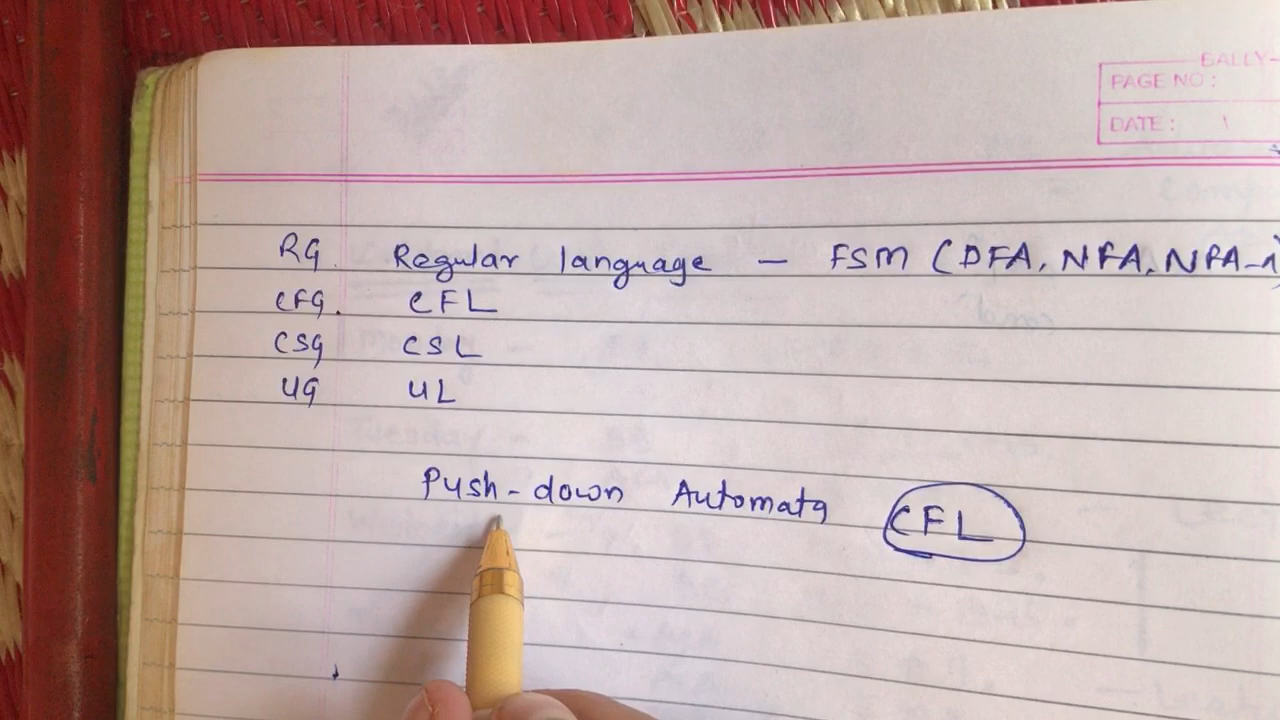 BALLY-
PAGE NO :
DATE :
RG. Regular language - FSM (DFA, NFA, NFA-
CFG. CFL
CSG CSL
UG UL
Push-down Automata CFL